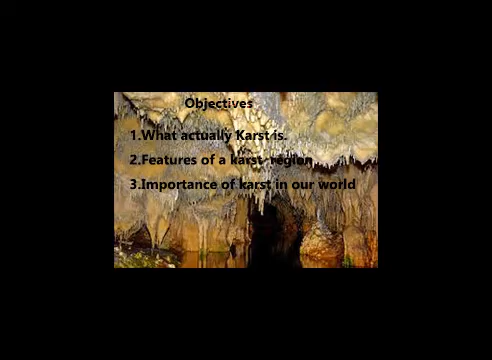 Objectives
1.What actually Karst is.
2.Features of a karst region
3.Importance of karst in our world